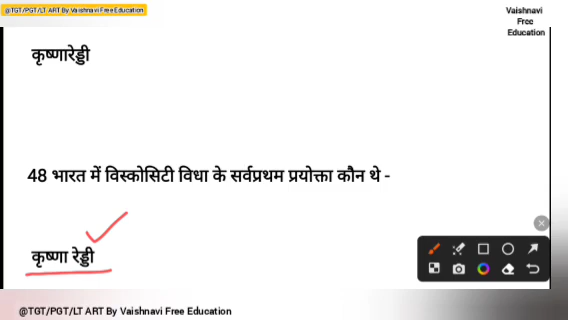 @TGT/PGT/LT ART By Vaishnavi Free Education
Vaishnavi
Free
Education
कृष्णारेड्डी
48 भारत में विस्कोसिटी विधा के सर्वप्रथम प्रयोक्ता कौन थे -
कृष्णा रेड्डी
@TGT/PGT/LT ART By Vaishnavi Free Education